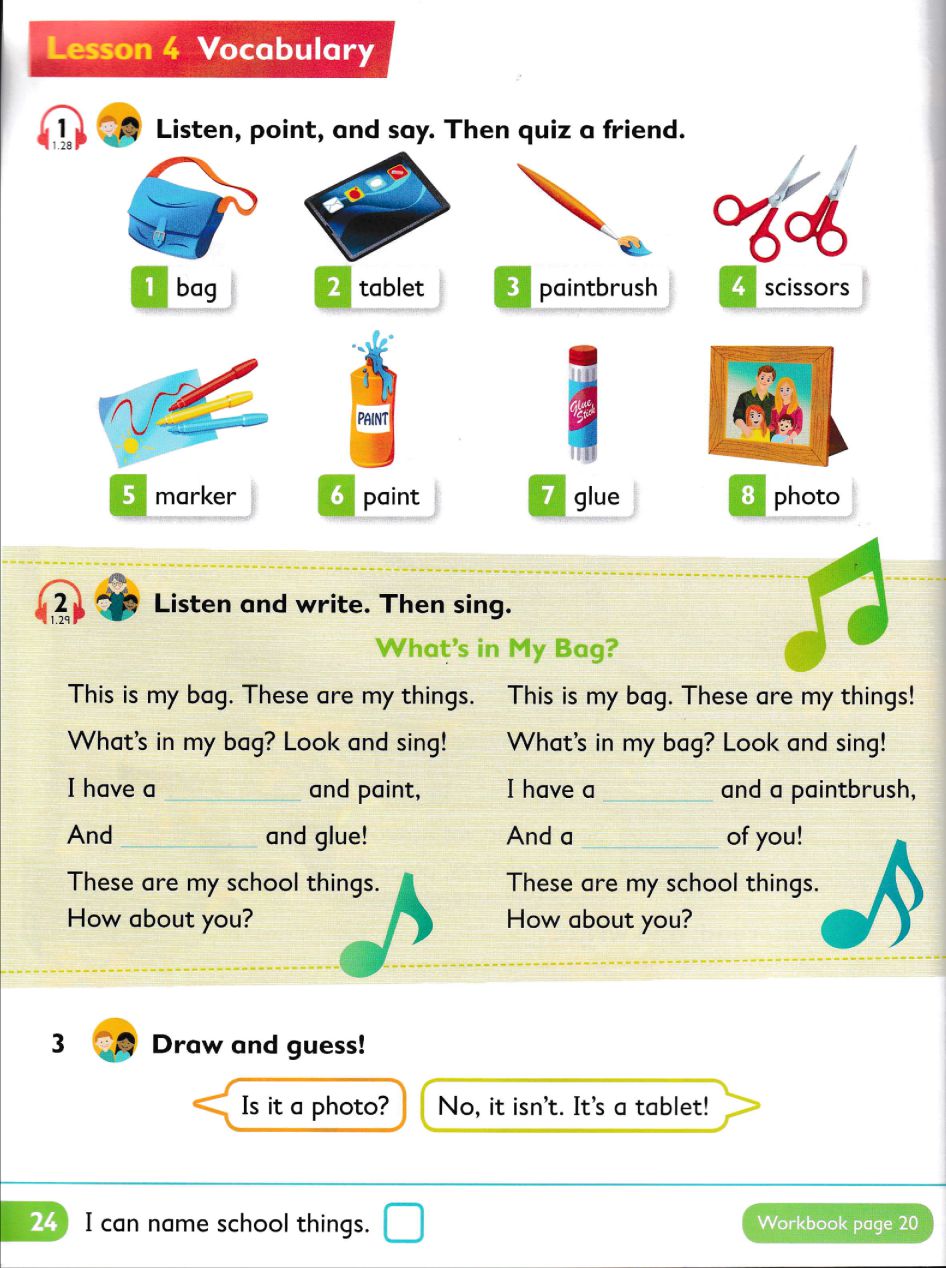 Lesson 4 Vocabulary
1
1.28
Listen, point, and say. Then quiz a friend.
1 bag
2 tablet
3 paintbrush
4 scissors
PAINT
Glue Stick
5 marker
6 paint
7 glue
8 photo
2
1.29
Listen and write. Then sing.
What's in My Bag?
This is my bag. These are my things.
What's in my bag? Look and sing!
I have a __________ and paint,
And __________ and glue!
These are my school things.
How about you?
This is my bag. These are my things!
What's in my bag? Look and sing!
I have a __________ and a paintbrush,
And a __________ of you!
These are my school things.
How about you?
3 Draw and guess!
Is it a photo?
No, it isn't. It's a tablet!
24 I can name school things.
Workbook page 20